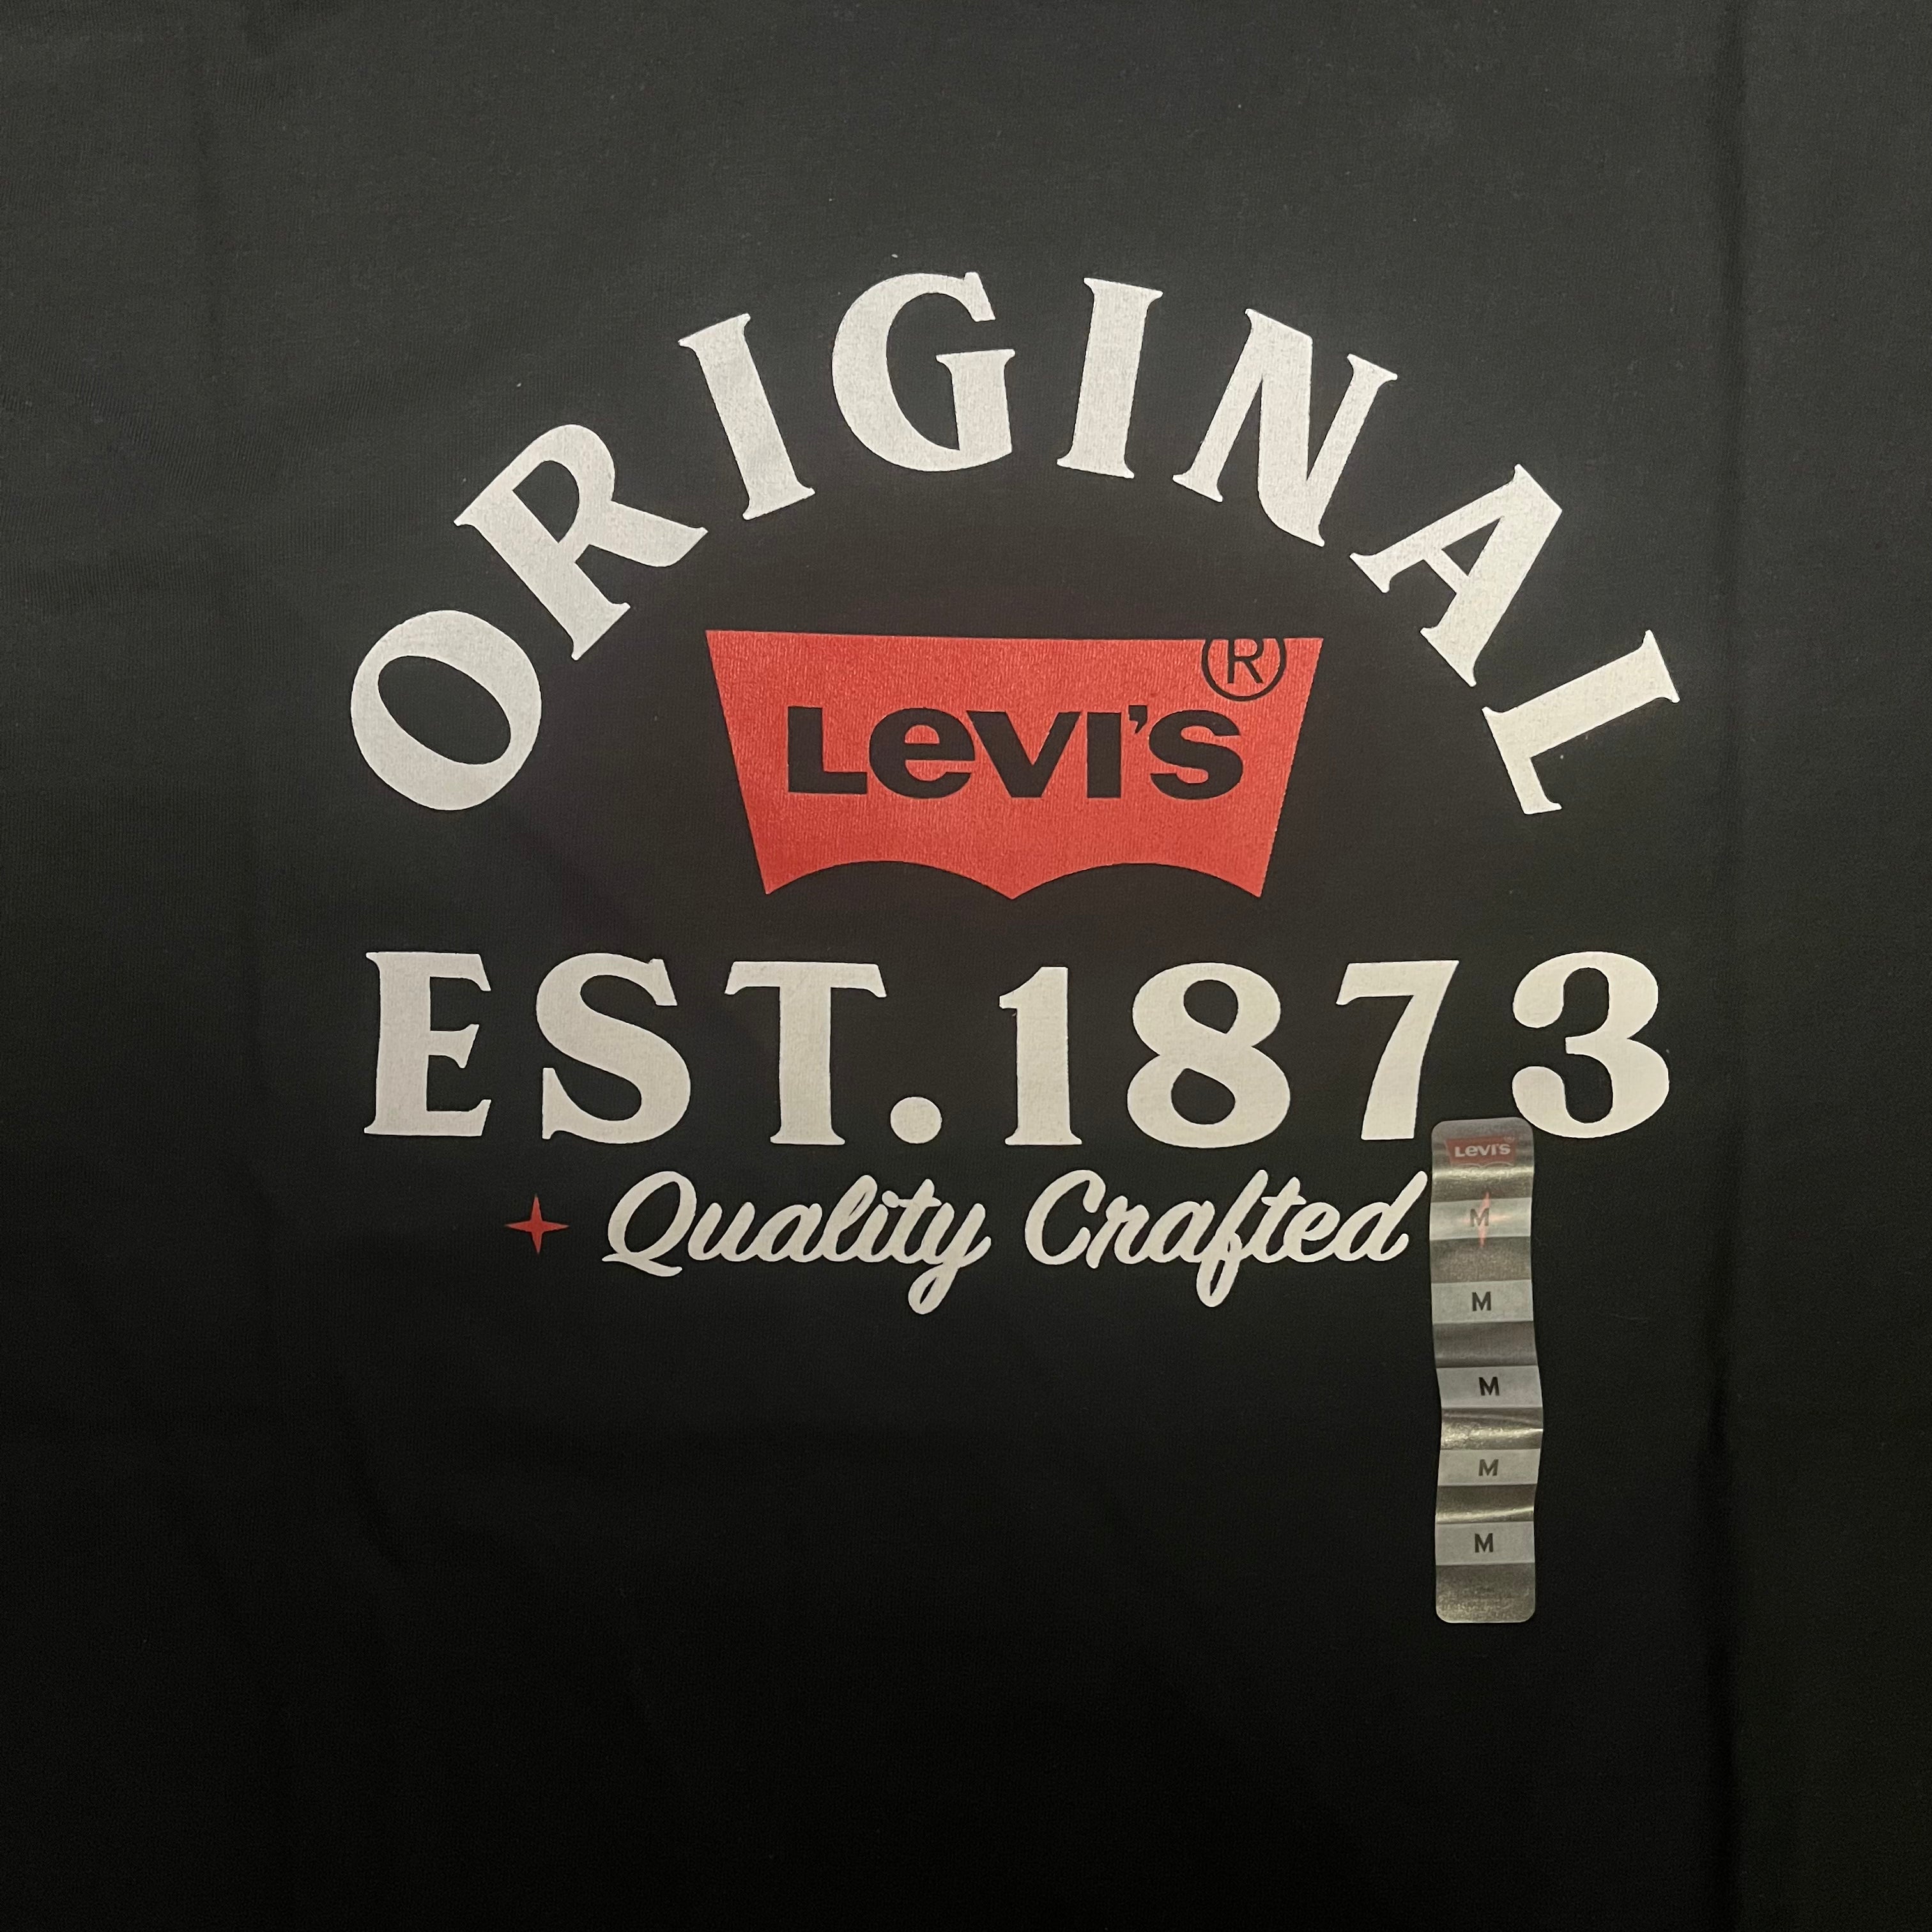 ORIGINAL
LEVI'S®
EST.1873
Quality Crafted
LEVI'S
M
M
M
M
M